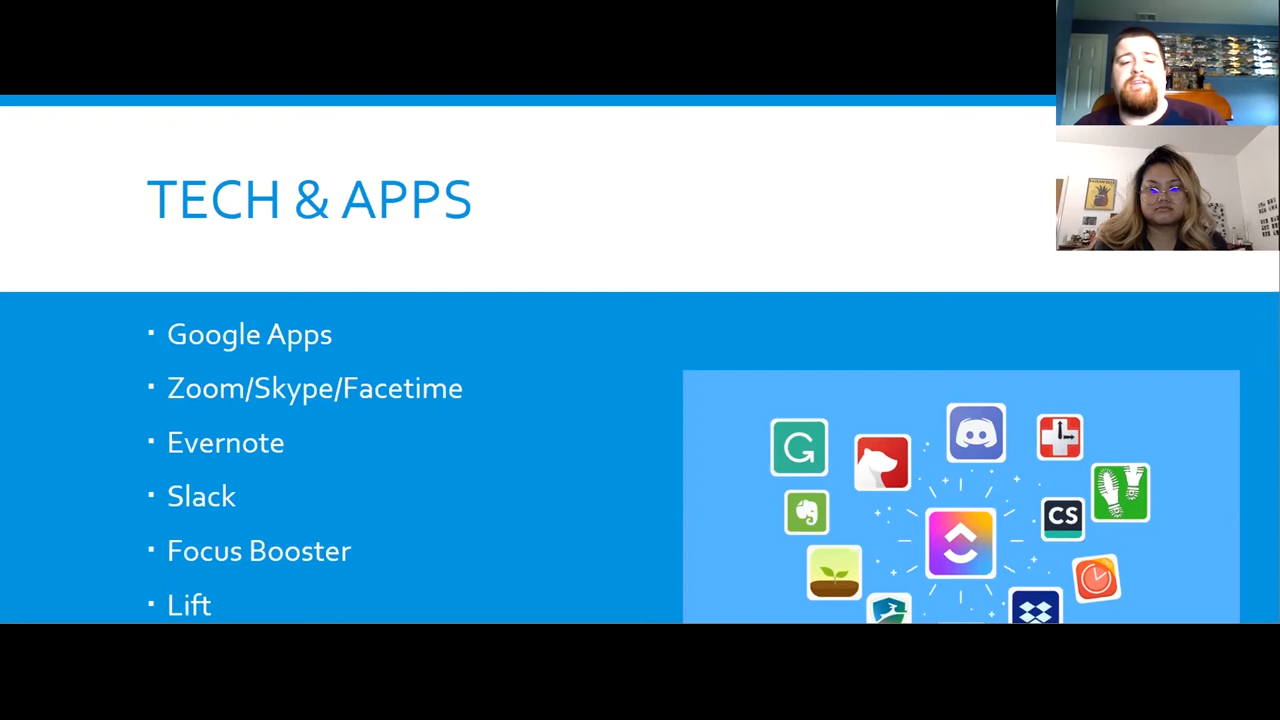 TECH & APPS
▪ Google Apps
▪ Zoom/Skype/Facetime
▪ Evernote
▪ Slack
▪ Focus Booster
▪ Lift
G
CS